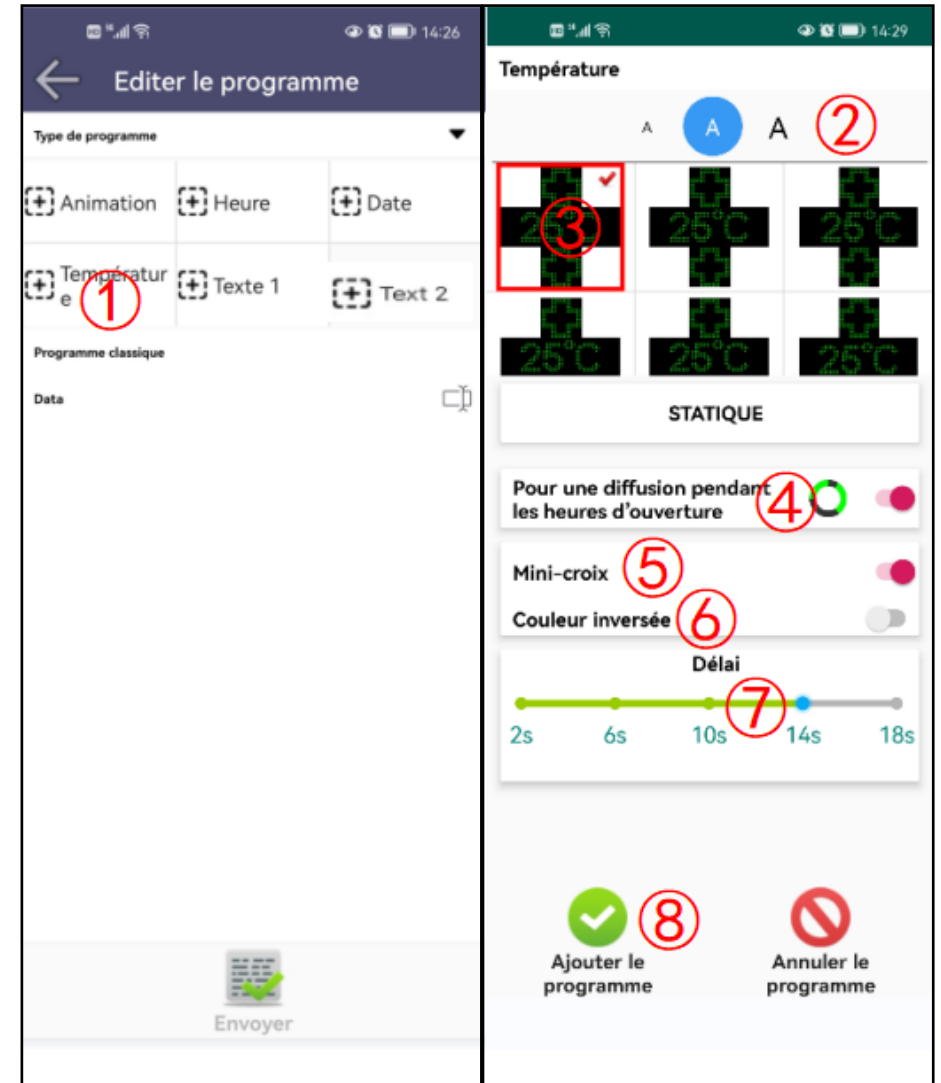 14:26
Editer le programme
Type de programme
Animation
Heure
Date
Températur
e
①
Texte 1
Text 2
Programme classique
Data
Envoyer
14:29
Température
A A A ②
25°C 25°C 25°C
③
25°C 25°C 25°C
STATIQUE
Pour une diffusion pendant
les heures d'ouverture
④
Mini-croix ⑤
Couleur inversée ⑥
Délai
⑦
2s 6s 10s 14s 18s
⑧
Ajouter le
programme
Annuler le
programme